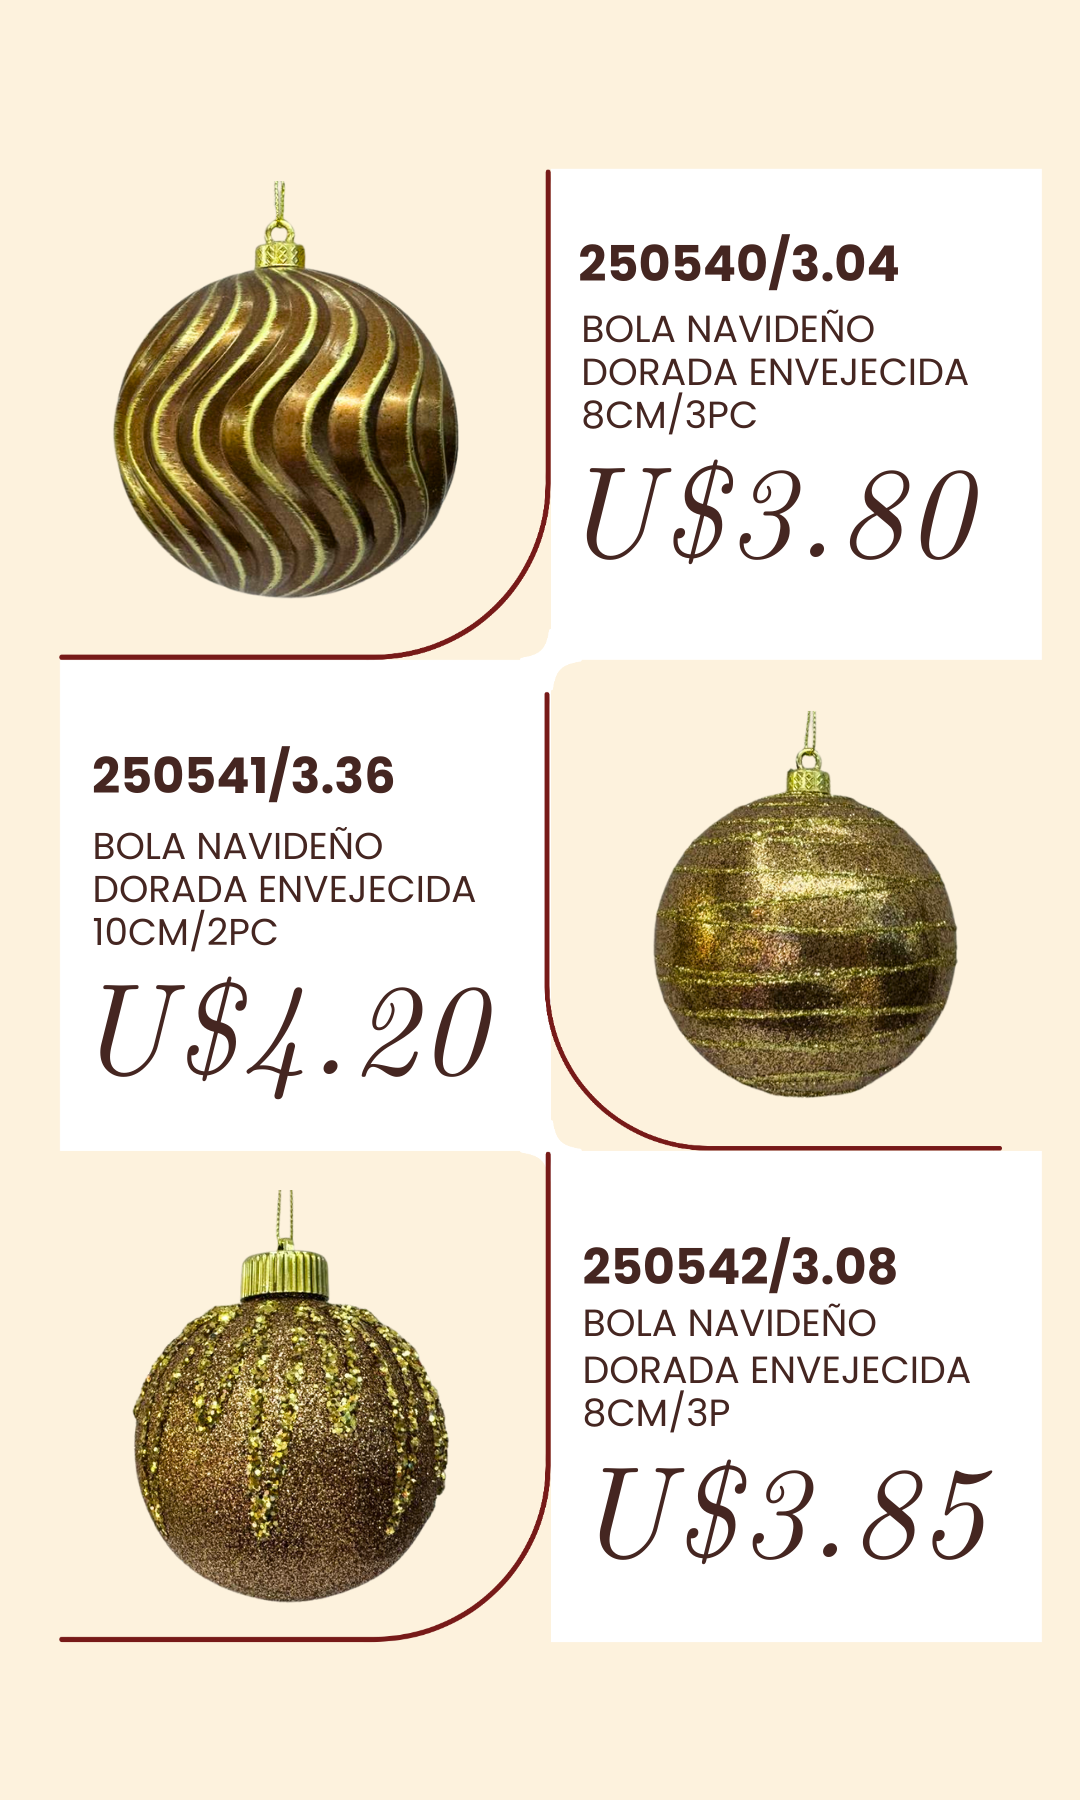 250540/3.04
BOLA NAVIDEÑO
DORADA ENVEJECIDA
8CM/3PC
U$3.80
250541/3.36
BOLA NAVIDEÑO
DORADA ENVEJECIDA
10CM/2PC
U$4.20
250542/3.08
BOLA NAVIDEÑO
DORADA ENVEJECIDA
8CM/3P
U$3.85